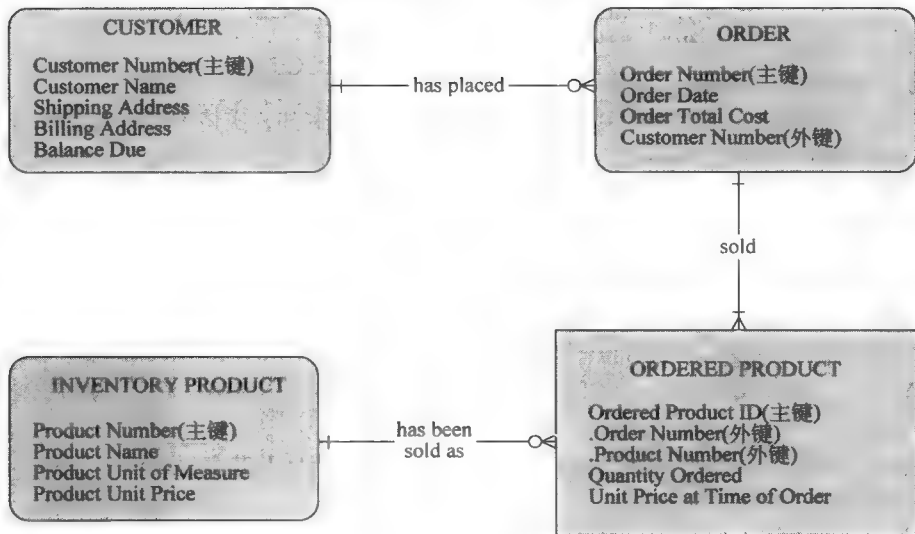 CUSTOMER
Customer Number(主键)
Customer Name
Shipping Address
Billing Address
Balance Due
has placed
ORDER
Order Number(主键)
Order Date
Order Total Cost
Customer Number(外键)
sold
INVENTORY PRODUCT
Product Number(主键)
Product Name
Product Unit of Measure
Product Unit Price
has been
sold as
ORDERED PRODUCT
Ordered Product ID(主键)
.Order Number(外键)
.Product Number(外键)
Quantity Ordered
Unit Price at Time of Order